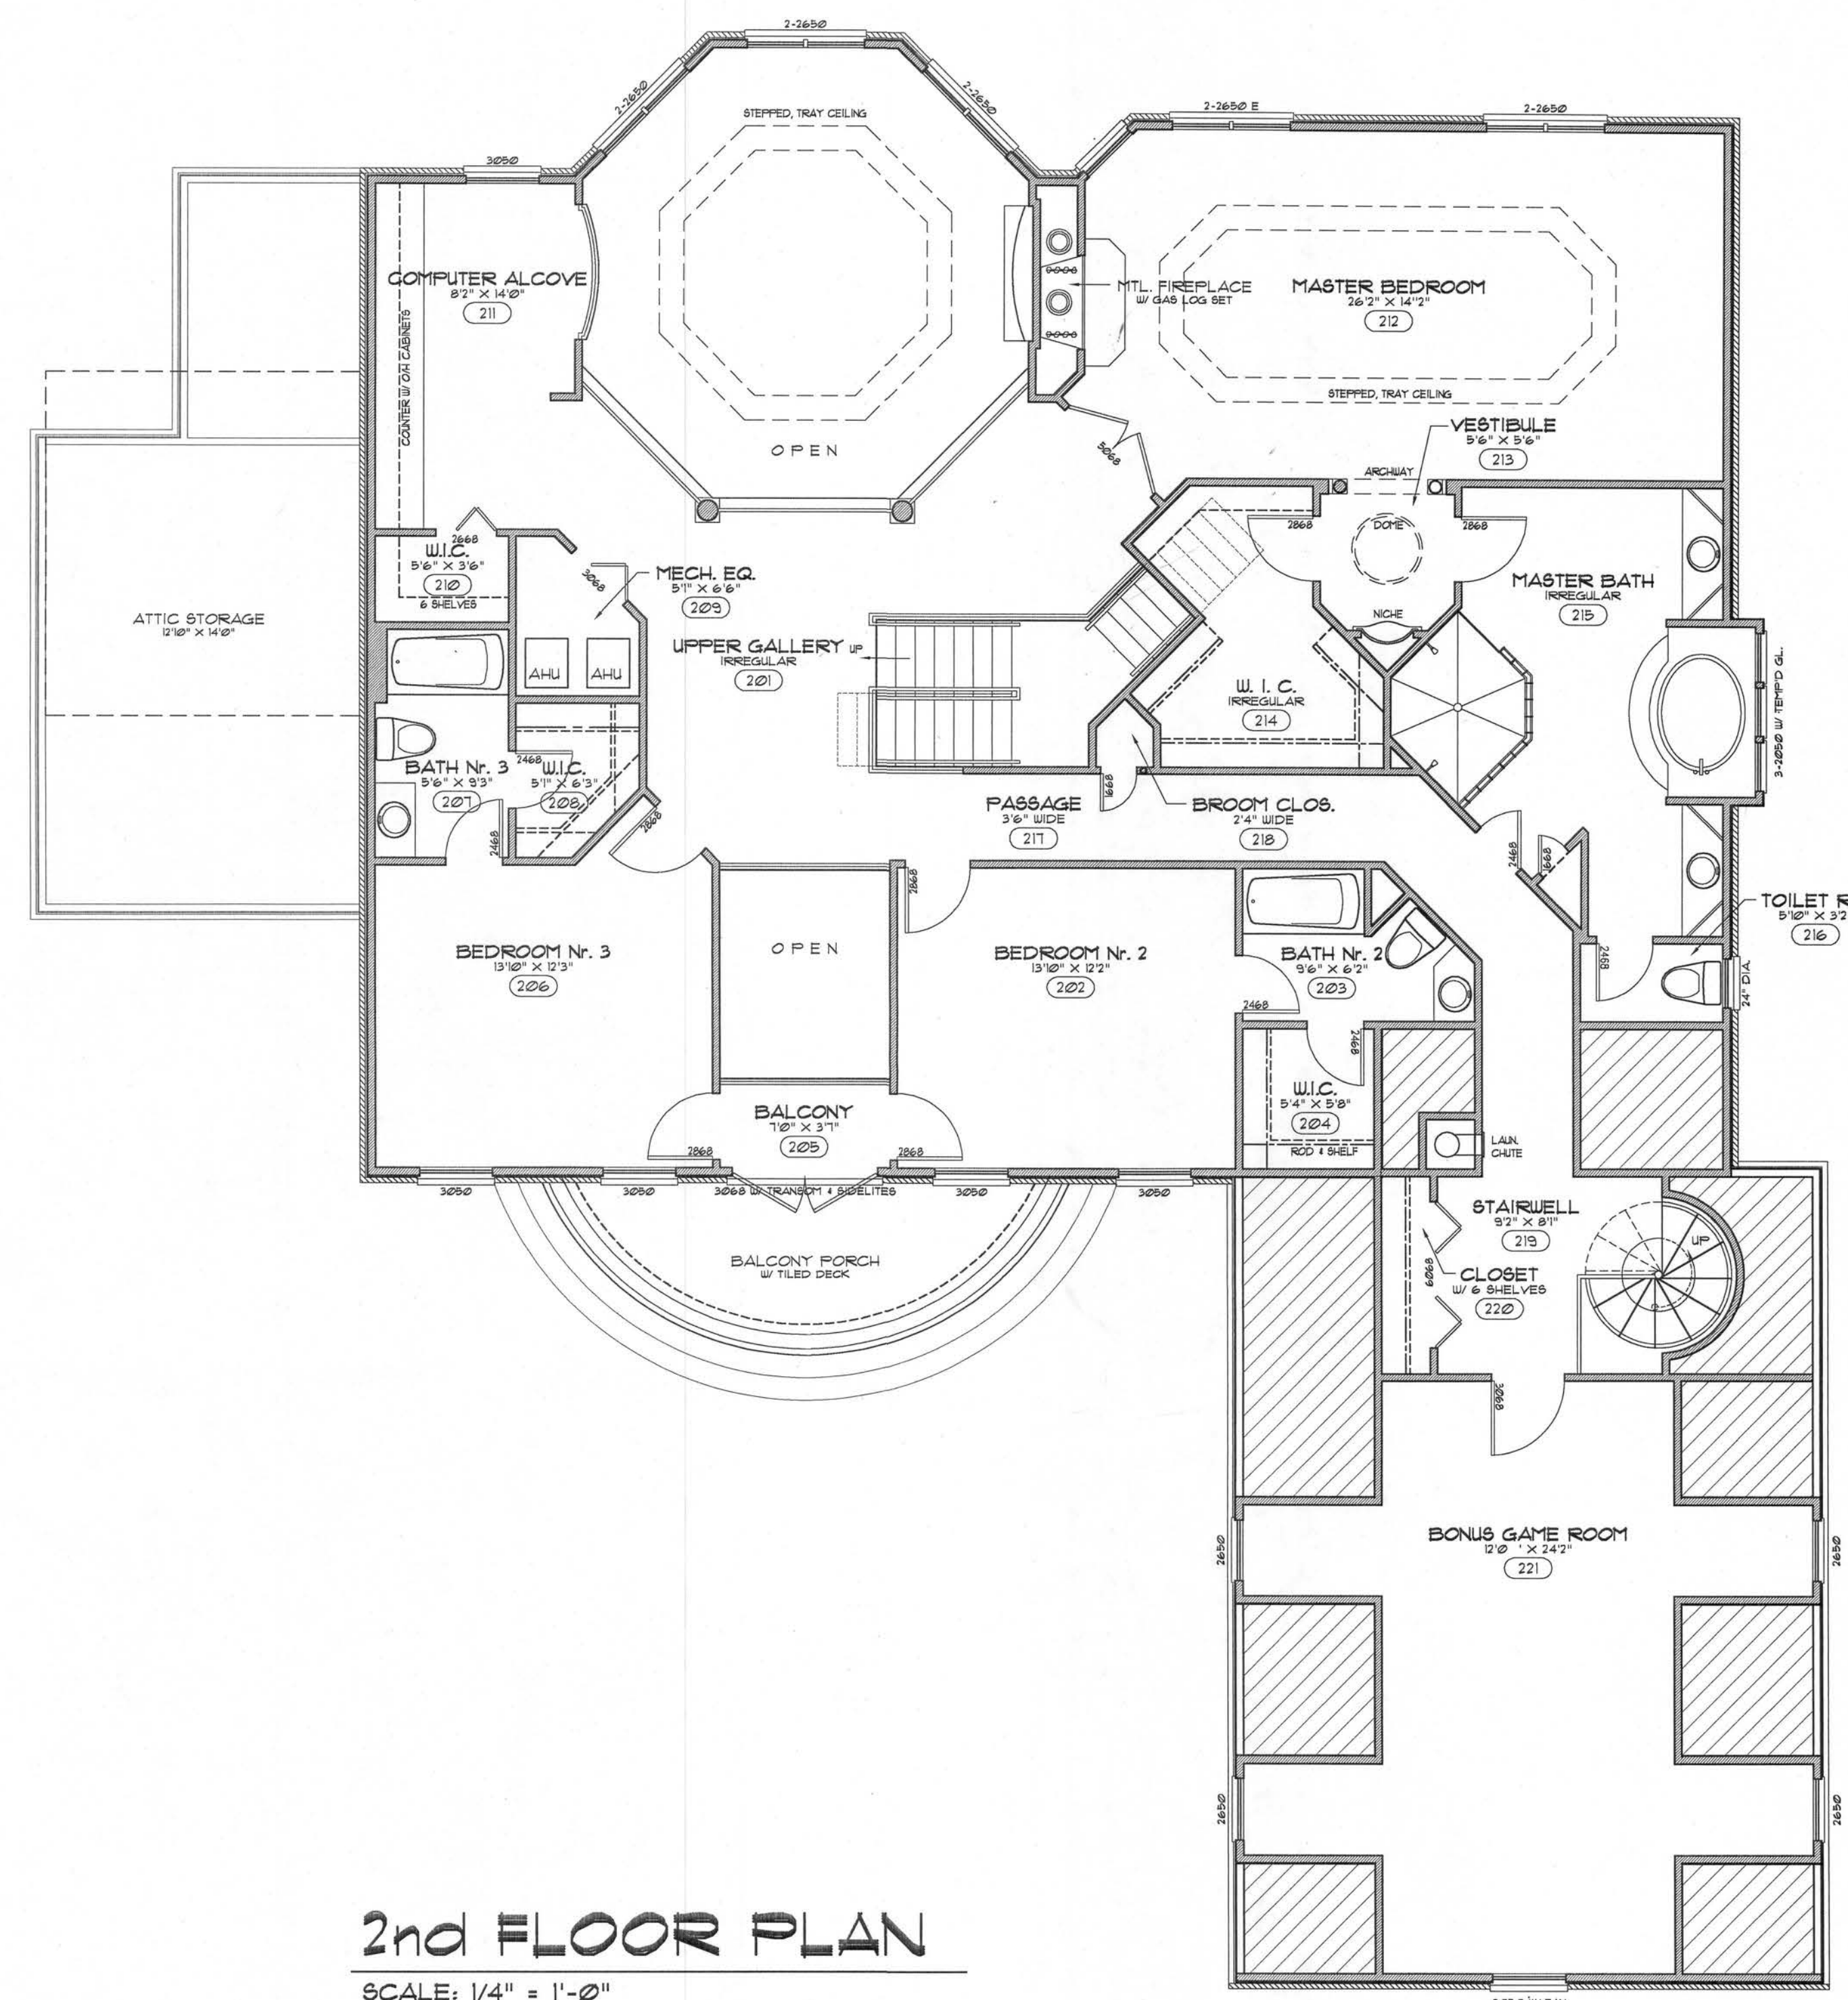 2-2650
2-2650
2-2650
STEPPED, TRAY CEILING
2-2650 E
2-2650
3050
COMPUTER ALCOVE
8'2" X 14'0"
211
COUNTER W/ O/H CABINETS
MTL. FIREPLACE
W/ GAS LOG SET
MASTER BEDROOM
26'2" X 14''2"
212
STEPPED, TRAY CEILING
OPEN
5068
VESTIBULE
5'6" X 5'6"
213
ARCHWAY
2668
W.I.C.
5'6" X 3'6"
210
6 SHELVES
3068
MECH. EQ.
5'1" X 6'6"
209
AHU
AHU
2868
DOME
2868
NICHE
MASTER BATH
IRREGULAR
215
ATTIC STORAGE
12'10" X 14'0"
UPPER GALLERY
IRREGULAR
201
UP
W. I. C.
IRREGULAR
214
3-2050 W/ TEMP'D GL.
BATH Nr. 3
5'6" X 9'3"
207
2468
W.I.C.
5'1" X 6'3"
208
2468
2868
PASSAGE
3'6" WIDE
217
1668
BROOM CLOS.
2'4" WIDE
218
2468
1668
TOILET R
5'10" X 3'2
216
2468
24" DIA.
BEDROOM Nr. 3
13'10" X 12'3"
206
OPEN
2868
BEDROOM Nr. 2
13'10" X 12'2"
202
BATH Nr. 2
9'6" X 6'2"
203
2468
2468
W.I.C.
5'4" X 5'8"
204
ROD & SHELF
BALCONY
7'0" X 3'7"
205
2868
2868
LAUN.
CHUTE
3050
3050
3068 W/ TRANSOM & SIDELITES
3050
3050
BALCONY PORCH
W/ TILED DECK
STAIRWELL
9'2" X 8'1"
219
UP
6068
CLOSET
W/ 6 SHELVES
220
3068
BONUS GAME ROOM
12'0 ' X 24'2"
221
2650
2650
2650
2650
2nd FLOOR PLAN
SCALE: 1/4" = 1'-0"